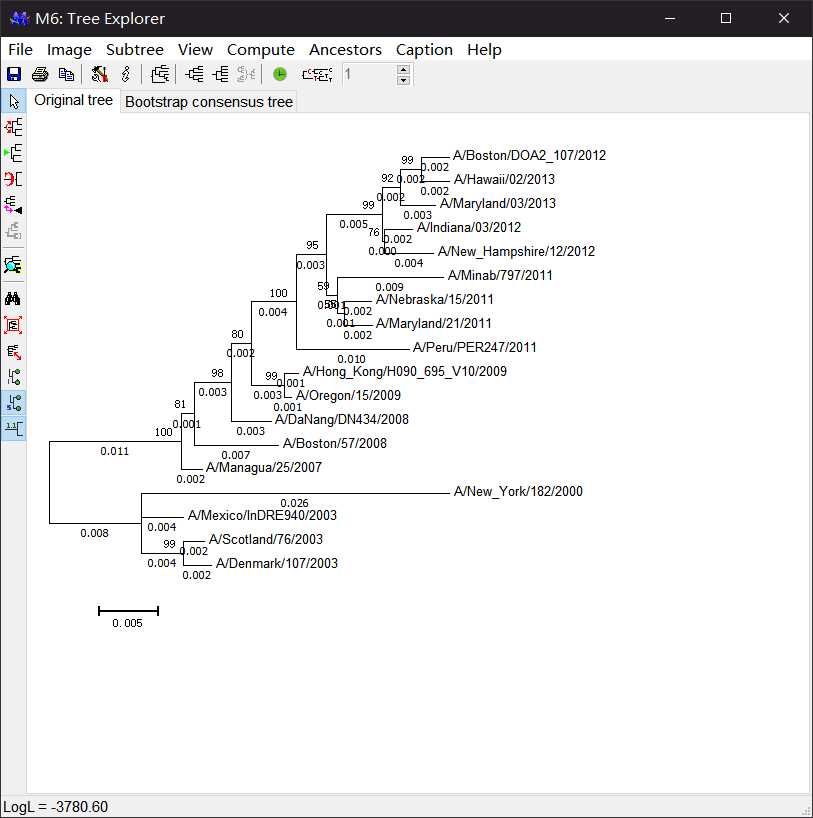 M6: Tree Explorer
File Image Subtree View Compute Ancestors Caption Help
1
Original tree Bootstrap consensus tree
A/Boston/DOA2_107/2012
99
0.002
92
0.002
A/Hawaii/02/2013
0.002
0.002
99
A/Maryland/03/2013
0.003
0.005
A/Indiana/03/2012
76
0.002
95
0.000
A/New_Hampshire/12/2012
0.003
0.004
A/Minab/797/2011
59
0.009
100
A/Nebraska/15/2011
0.002
0.004
0.001
A/Maryland/21/2011
80
0.002
A/Peru/PER247/2011
0.002
0.010
98
99
A/Hong_Kong/H090_695_V10/2009
0.001
0.003
0.003
A/Oregon/15/2009
81
0.001
A/DaNang/DN434/2008
0.001
0.003
100
A/Boston/57/2008
0.011
0.007
A/Managua/25/2007
0.002
A/New_York/182/2000
0.026
A/Mexico/InDRE940/2003
0.008
0.004
99
A/Scotland/76/2003
0.002
0.004
A/Denmark/107/2003
0.002
0.005
LogL = -3780.60